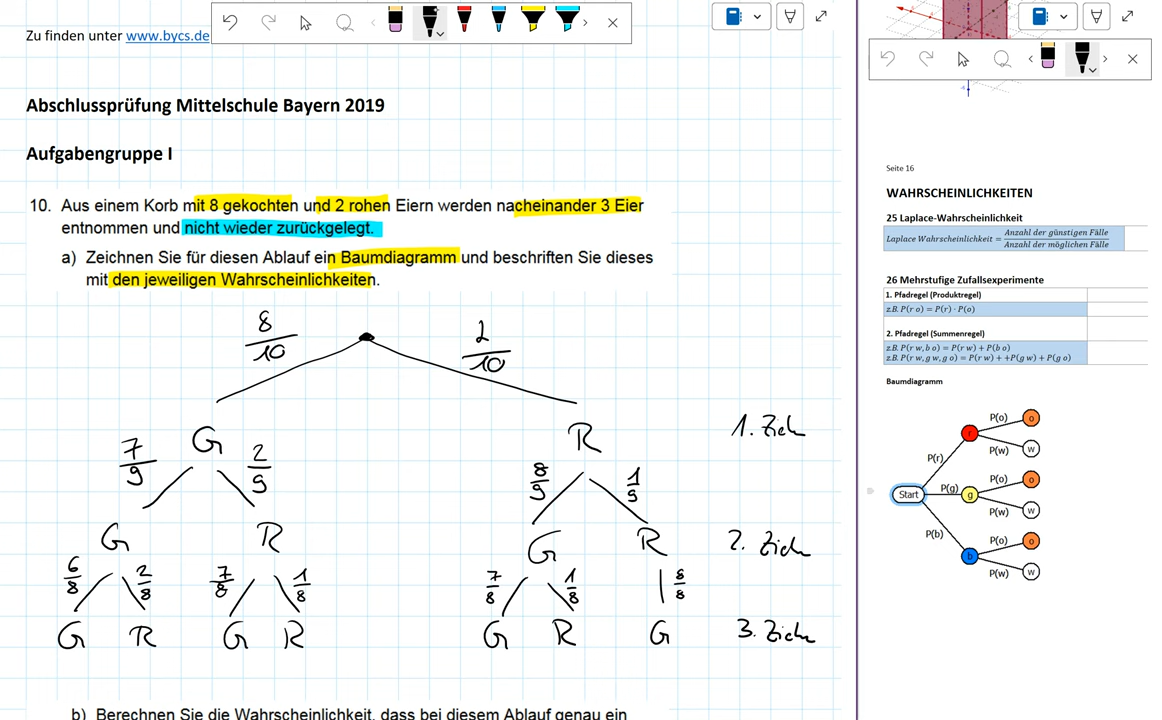 Zu finden unter www.bycs.de
Abschlussprüfung Mittelschule Bayern 2019
Aufgabengruppe I
10. Aus einem Korb mit 8 gekochten und 2 rohen Eiern werden nacheinander 3 Eier
entnommen und nicht wieder zurückgelegt.
a) Zeichnen Sie für diesen Ablauf ein Baumdiagramm und beschriften Sie dieses
mit den jeweiligen Wahrscheinlichkeiten.
8/10 2/10
G R 1. Zieh
7/9 2/9 8/9 1/9
G R G R 2. Zieh
6/8 2/8 7/8 1/8 7/8 1/8 8/8
G R G R G R G 3. Zieh
b) Berechnen Sie die Wahrscheinlichkeit, dass bei diesem Ablauf genau ein
Seite 16
WAHRSCHEINLICHKEITEN
25 Laplace-Wahrscheinlichkeit
Laplace Wahrscheinlichkeit = Anzahl der günstigen Fälle / Anzahl der möglichen Fälle
26 Mehrstufige Zufallsexperimente
1. Pfadregel (Produktregel)
z.B. P(r o) = P(r) · P(o)
2. Pfadregel (Summenregel)
z.B. P(r w, b o) = P(r w) + P(b o)
z.B. P(r w, g w, g o) = P(r w) + +P(g w) + P(g o)
Baumdiagramm
P(o) o
r
P(w) w
P(r)
P(o) o
Start P(g) g
P(w) w
P(b)
P(o) o
b
P(w) w